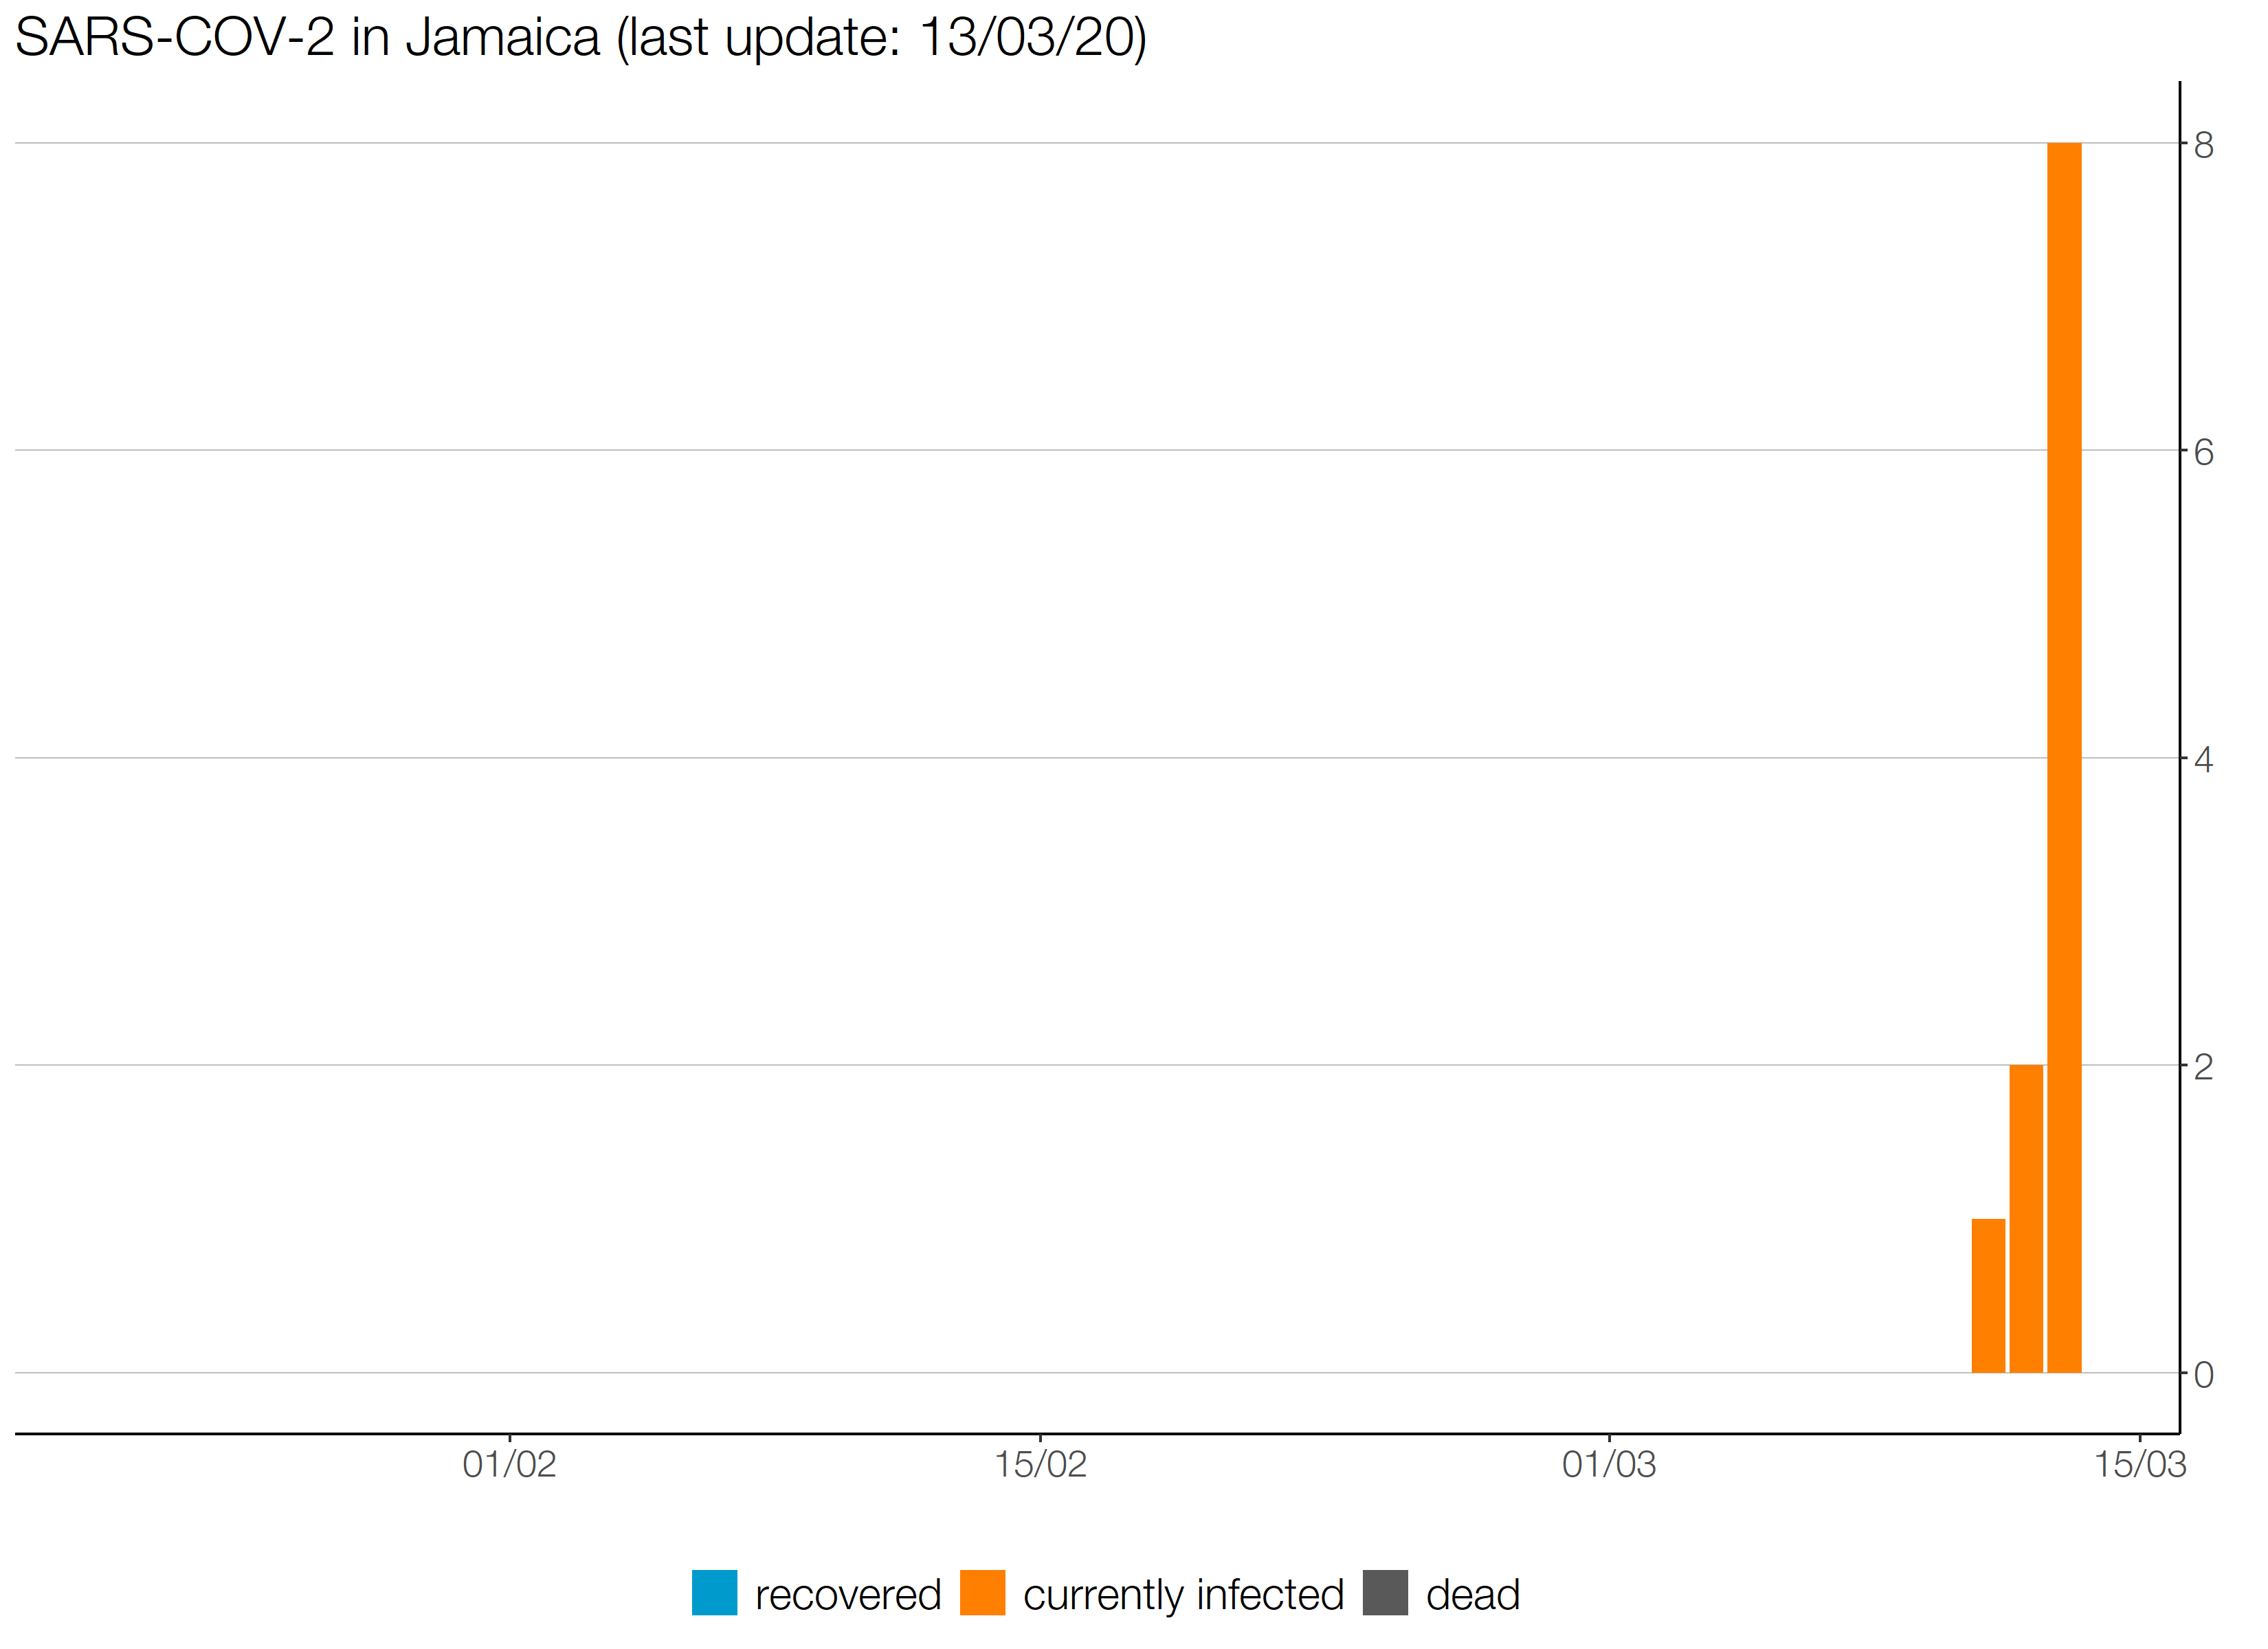 SARS-COV-2 in Jamaica (last update: 13/03/20)
8
6
4
2
0
01/02 15/02 01/03 15/03
recovered currently infected dead